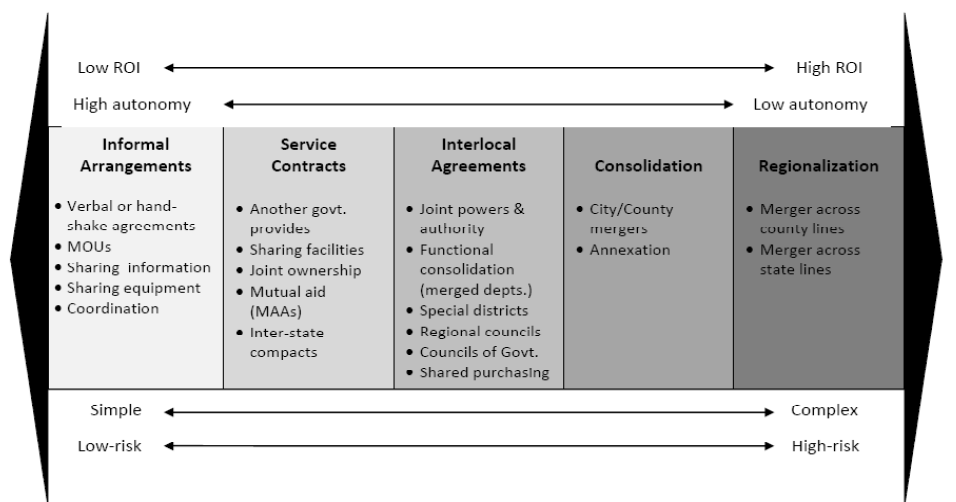 Low ROI
High ROI
High autonomy
Low autonomy
Informal
Arrangements
• Verbal or hand-
shake agreements
• MOUs
• Sharing information
• Sharing equipment
• Coordination
Service
Contracts
• Another govt.
provides
• Sharing facilities
• Joint ownership
• Mutual aid
(MAAs)
• Inter-state
compacts
Interlocal
Agreements
• Joint powers &
authority
• Functional
consolidation
(merged depts.)
• Special districts
• Regional councils
• Councils of Govt.
• Shared purchasing
Consolidation
• City/County
mergers
• Annexation
Regionalization
• Merger across
county lines
• Merger across
state lines
Simple
Complex
Low-risk
High-risk